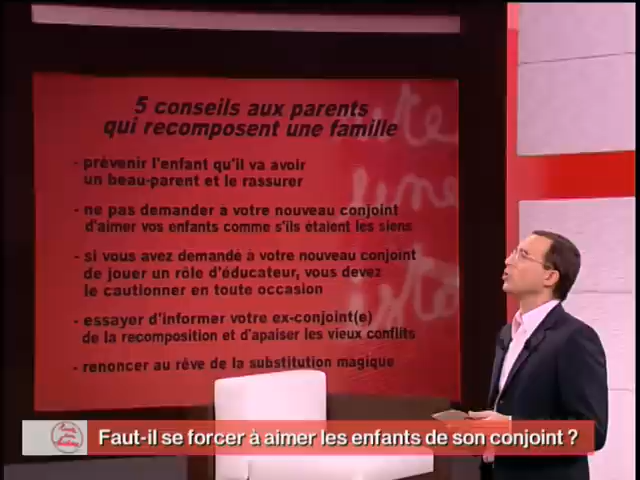 5 conseils aux parents
qui recomposent une famille
- prévenir l'enfant qu'il va avoir
un beau-parent et le rassurer
- ne pas demander à votre nouveau conjoint
d'aimer vos enfants comme s'ils étaient les siens
- si vous avez demandé à votre nouveau conjoint
de jouer un rôle d'éducateur, vous devez
le cautionner en toute occasion
- essayer d'informer votre ex-conjoint(e)
de la recomposition et d'apaiser les vieux conflits
- renoncer au rêve de la substitution magique
Faut-il se forcer à aimer les enfants de son conjoint ?